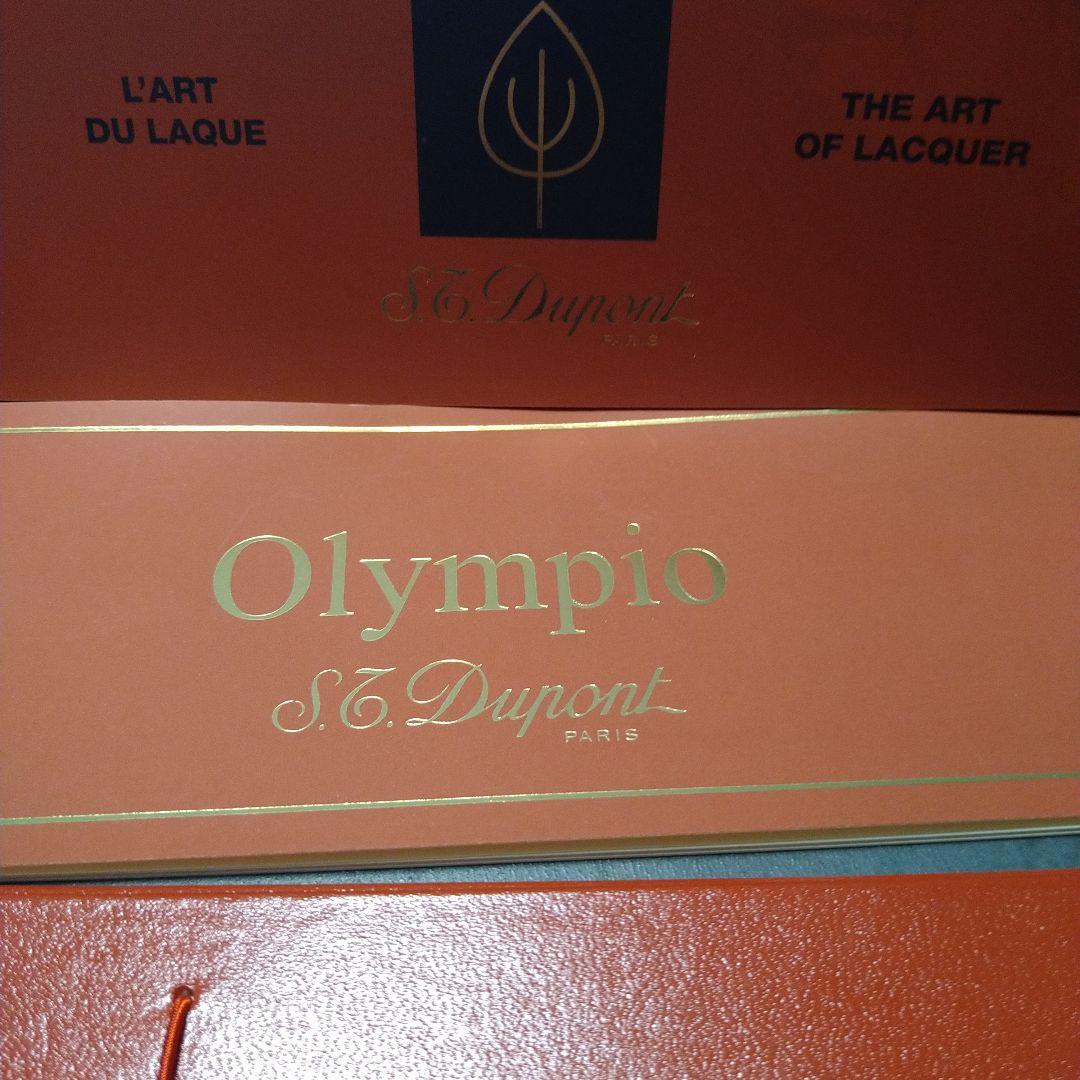 L'ART
DU LAQUE
THE ART
OF LACQUER
S.T. Dupont
PARIS
Olympio
S.T. Dupont
PARIS